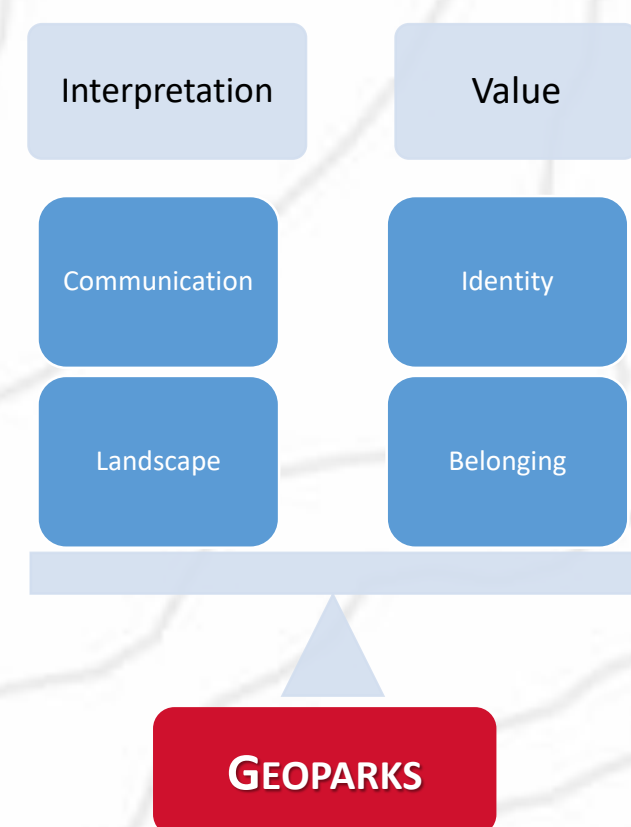 Interpretation
Value
Communication
Identity
Landscape
Belonging
GEOPARKS